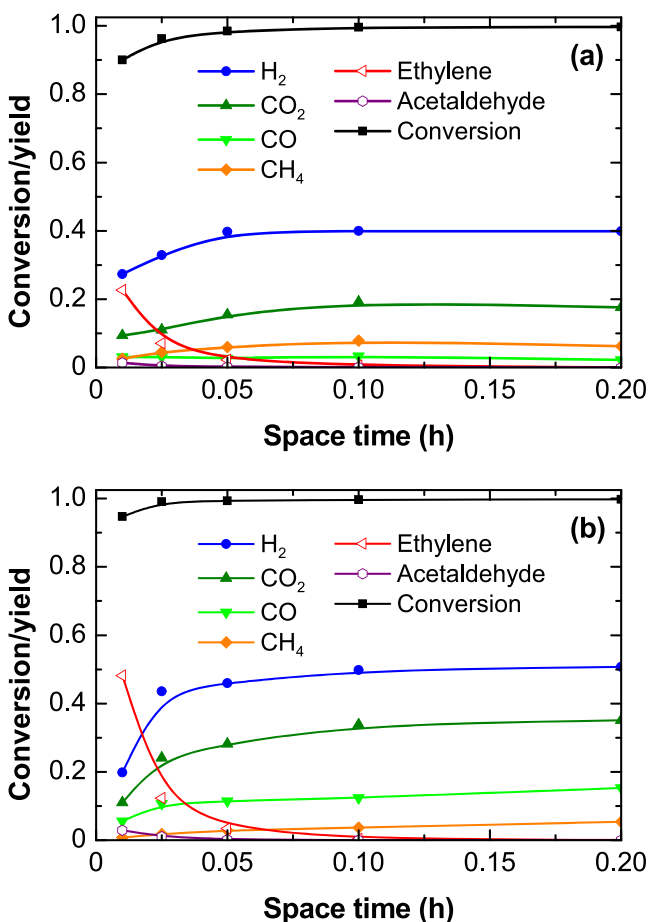 1.0
(a)
H2
Ethylene
CO2
Acetaldehyde
0.8
CO
Conversion
CH4
0.6
0.4
0.2
0
0 0.05 0.10 0.15 0.20
Conversion/yield
Space time (h)
1.0
(b)
H2
Ethylene
CO2
Acetaldehyde
0.8
CO
Conversion
CH4
0.6
0.4
0.2
0
0 0.05 0.10 0.15 0.20
Conversion/yield
Space time (h)